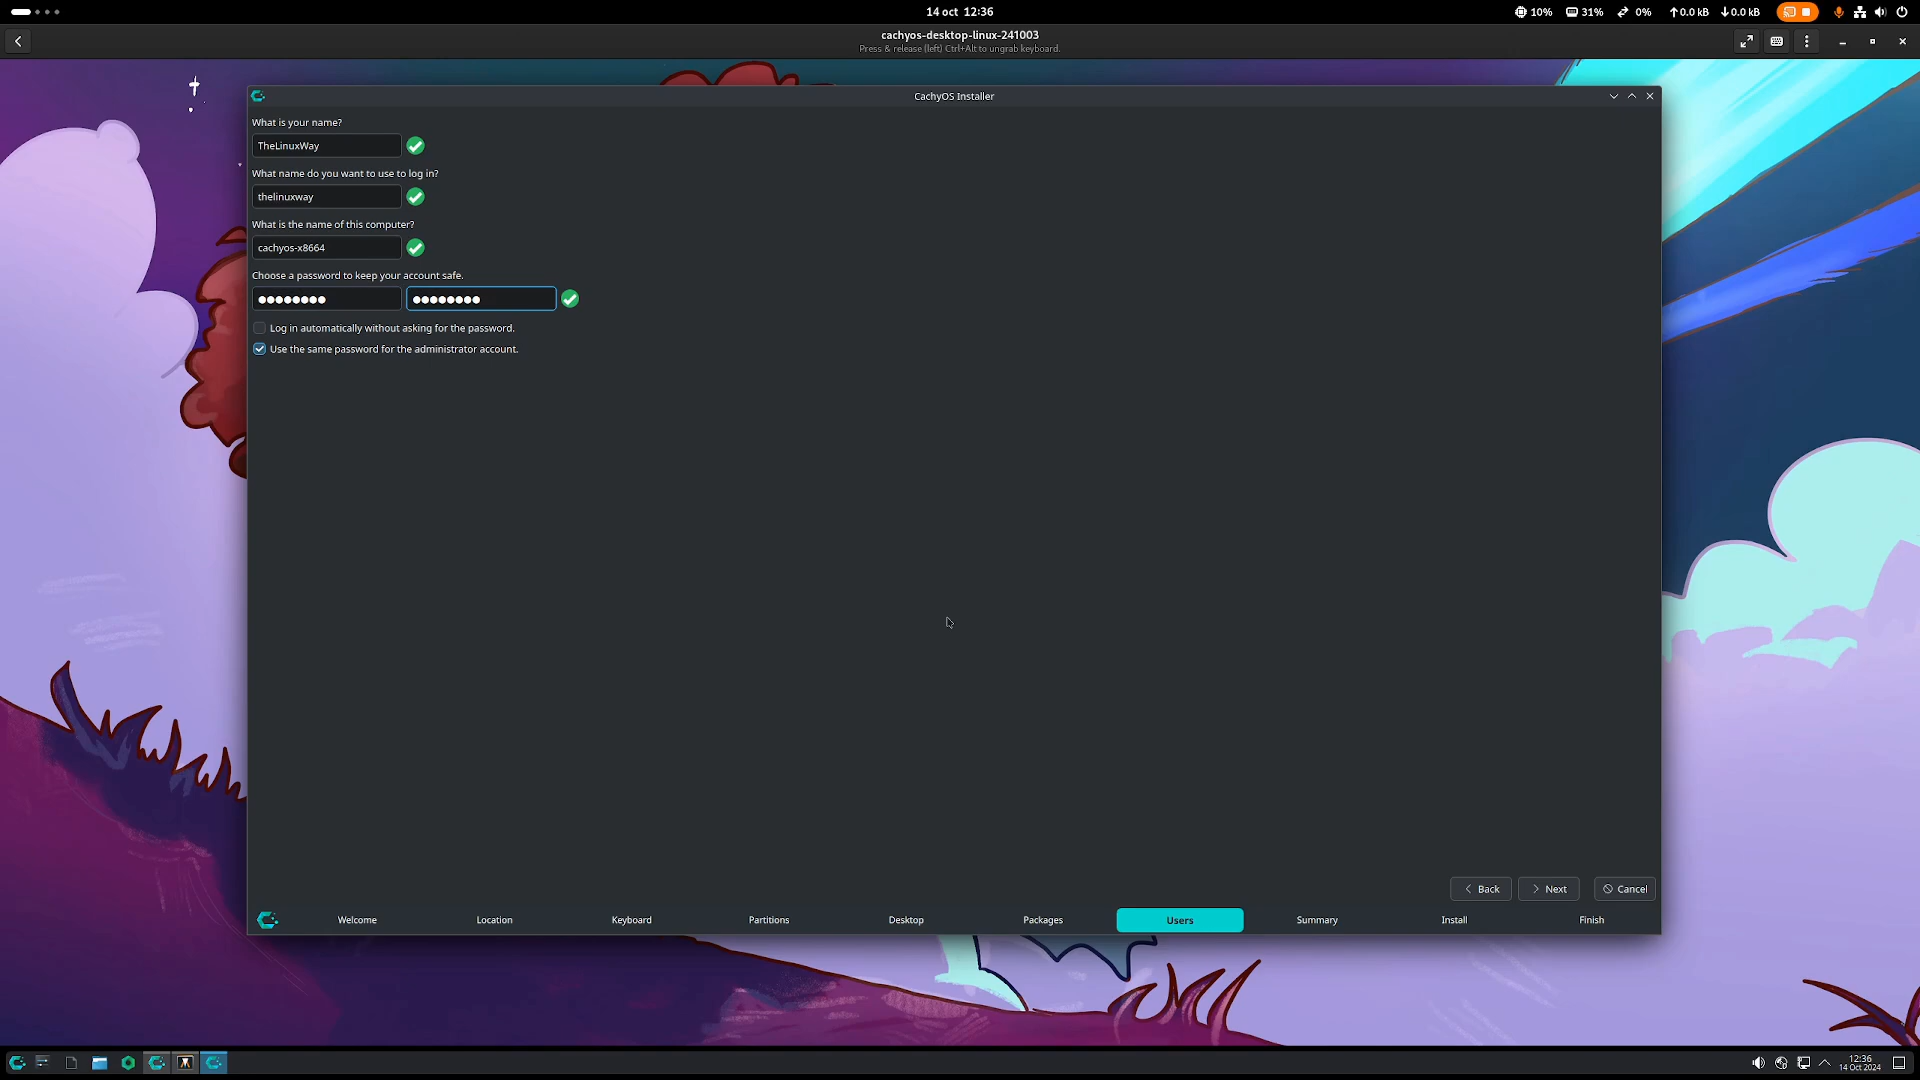 14 oct 12:36
10%
31%
0%
0.0 kB
0.0 kB
cachyos-desktop-linux-241003
Press & release (left) Ctrl+Alt to ungrab keyboard.
CachyOS Installer
What is your name?
TheLinuxWay
What name do you want to use to log in?
thelinuxway
What is the name of this computer?
cachyos-x8664
Choose a password to keep your account safe.
●●●●●●●● ●●●●●●●●
Log in automatically without asking for the password.
Use the same password for the administrator account.
Back
Next
Cancel
Welcome
Location
Keyboard
Partitions
Desktop
Packages
Users
Summary
Install
Finish
12:36
14 Oct 2024